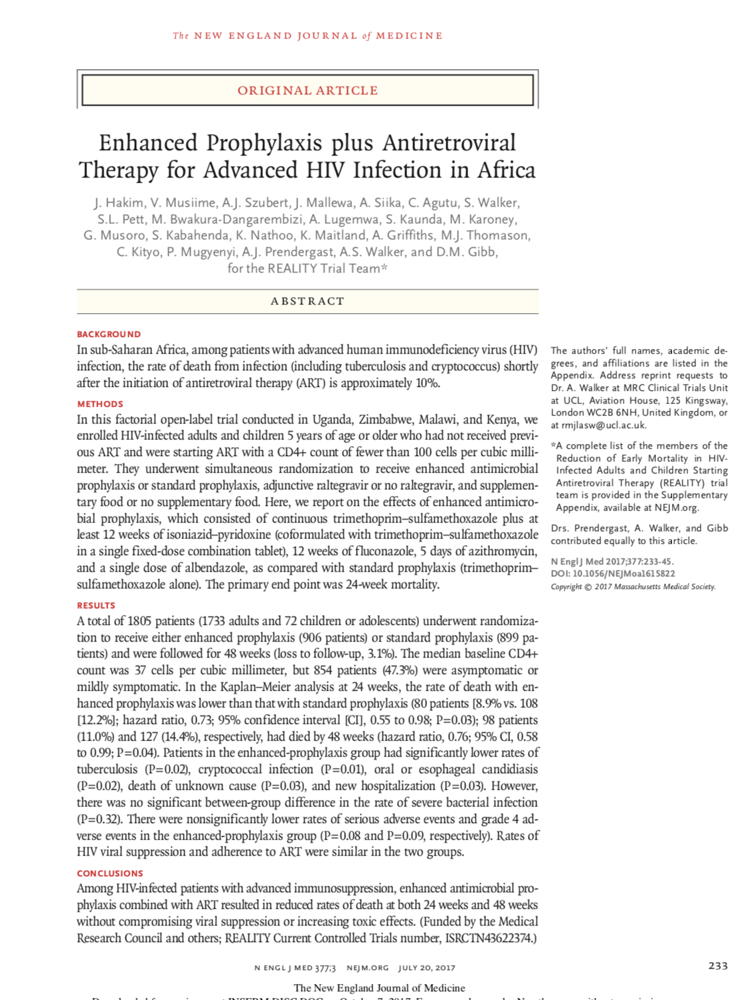 The NEW ENGLAND JOURNAL of MEDICINE
ORIGINAL ARTICLE
Enhanced Prophylaxis plus Antiretroviral
Therapy for Advanced HIV Infection in Africa
J. Hakim, V. Musiime, A.J. Szubert, J. Mallewa, A. Siika, C. Agutu, S. Walker,
S.L. Pett, M. Bwakura-Dangarembizi, A. Lugemwa, S. Kaunda, M. Karoney,
G. Musoro, S. Kabahenda, K. Nathoo, K. Maitland, A. Griffiths, M.J. Thomason,
C. Kityo, P. Mugyenyi, A.J. Prendergast, A.S. Walker, and D.M. Gibb,
for the REALITY Trial Team*
ABSTRACT
BACKGROUND
In sub-Saharan Africa, among patients with advanced human immunodeficiency virus (HIV)
infection, the rate of death from infection (including tuberculosis and cryptococcus) shortly
after the initiation of antiretroviral therapy (ART) is approximately 10%.
METHODS
In this factorial open-label trial conducted in Uganda, Zimbabwe, Malawi, and Kenya, we
enrolled HIV-infected adults and children 5 years of age or older who had not received previ-
ous ART and were starting ART with a CD4+ count of fewer than 100 cells per cubic milli-
meter. They underwent simultaneous randomization to receive enhanced antimicrobial
prophylaxis or standard prophylaxis, adjunctive raltegravir or no raltegravir, and supplemen-
tary food or no supplementary food. Here, we report on the effects of enhanced antimicro-
bial prophylaxis, which consisted of continuous trimethoprim–sulfamethoxazole plus at
least 12 weeks of isoniazid–pyridoxine (coformulated with trimethoprim–sulfamethoxazole
in a single fixed-dose combination tablet), 12 weeks of fluconazole, 5 days of azithromycin,
and a single dose of albendazole, as compared with standard prophylaxis (trimethoprim–
sulfamethoxazole alone). The primary end point was 24-week mortality.
RESULTS
A total of 1805 patients (1733 adults and 72 children or adolescents) underwent randomiza-
tion to receive either enhanced prophylaxis (906 patients) or standard prophylaxis (899 pa-
tients) and were followed for 48 weeks (loss to follow-up, 3.1%). The median baseline CD4+
count was 37 cells per cubic millimeter, but 854 patients (47.3%) were asymptomatic or
mildly symptomatic. In the Kaplan–Meier analysis at 24 weeks, the rate of death with en-
hanced prophylaxis was lower than that with standard prophylaxis (80 patients [8.9% vs. 108
[12.2%]; hazard ratio, 0.73; 95% confidence interval [CI], 0.55 to 0.98; P=0.03); 98 patients
(11.0%) and 127 (14.4%), respectively, had died by 48 weeks (hazard ratio, 0.76; 95% CI, 0.58
to 0.99; P=0.04). Patients in the enhanced-prophylaxis group had significantly lower rates of
tuberculosis (P=0.02), cryptococcal infection (P=0.01), oral or esophageal candidiasis
(P=0.02), death of unknown cause (P=0.03), and new hospitalization (P=0.03). However,
there was no significant between-group difference in the rate of severe bacterial infection
(P=0.32). There were nonsignificantly lower rates of serious adverse events and grade 4 ad-
verse events in the enhanced-prophylaxis group (P=0.08 and P=0.09, respectively). Rates of
HIV viral suppression and adherence to ART were similar in the two groups.
CONCLUSIONS
Among HIV-infected patients with advanced immunosuppression, enhanced antimicrobial pro-
phylaxis combined with ART resulted in reduced rates of death at both 24 weeks and 48 weeks
without compromising viral suppression or increasing toxic effects. (Funded by the Medical
Research Council and others; REALITY Current Controlled Trials number, ISRCTN43622374.)
The authors' full names, academic de-
grees, and affiliations are listed in the
Appendix. Address reprint requests to
Dr. A. Walker at MRC Clinical Trials Unit
at UCL, Aviation House, 125 Kingsway,
London WC2B 6NH, United Kingdom, or
at rmjlasw@ucl.ac.uk.
*A complete list of the members of the
Reduction of Early Mortality in HIV-
Infected Adults and Children Starting
Antiretroviral Therapy (REALITY) trial
team is provided in the Supplementary
Appendix, available at NEJM.org.
Drs. Prendergast, A. Walker, and Gibb
contributed equally to this article.
N Engl J Med 2017;377:233-45.
DOI: 10.1056/NEJMoa1615822
Copyright © 2017 Massachusetts Medical Society.
N ENGL J MED 377;3 NEJM.ORG JULY 20, 2017
233
The New England Journal of Medicine